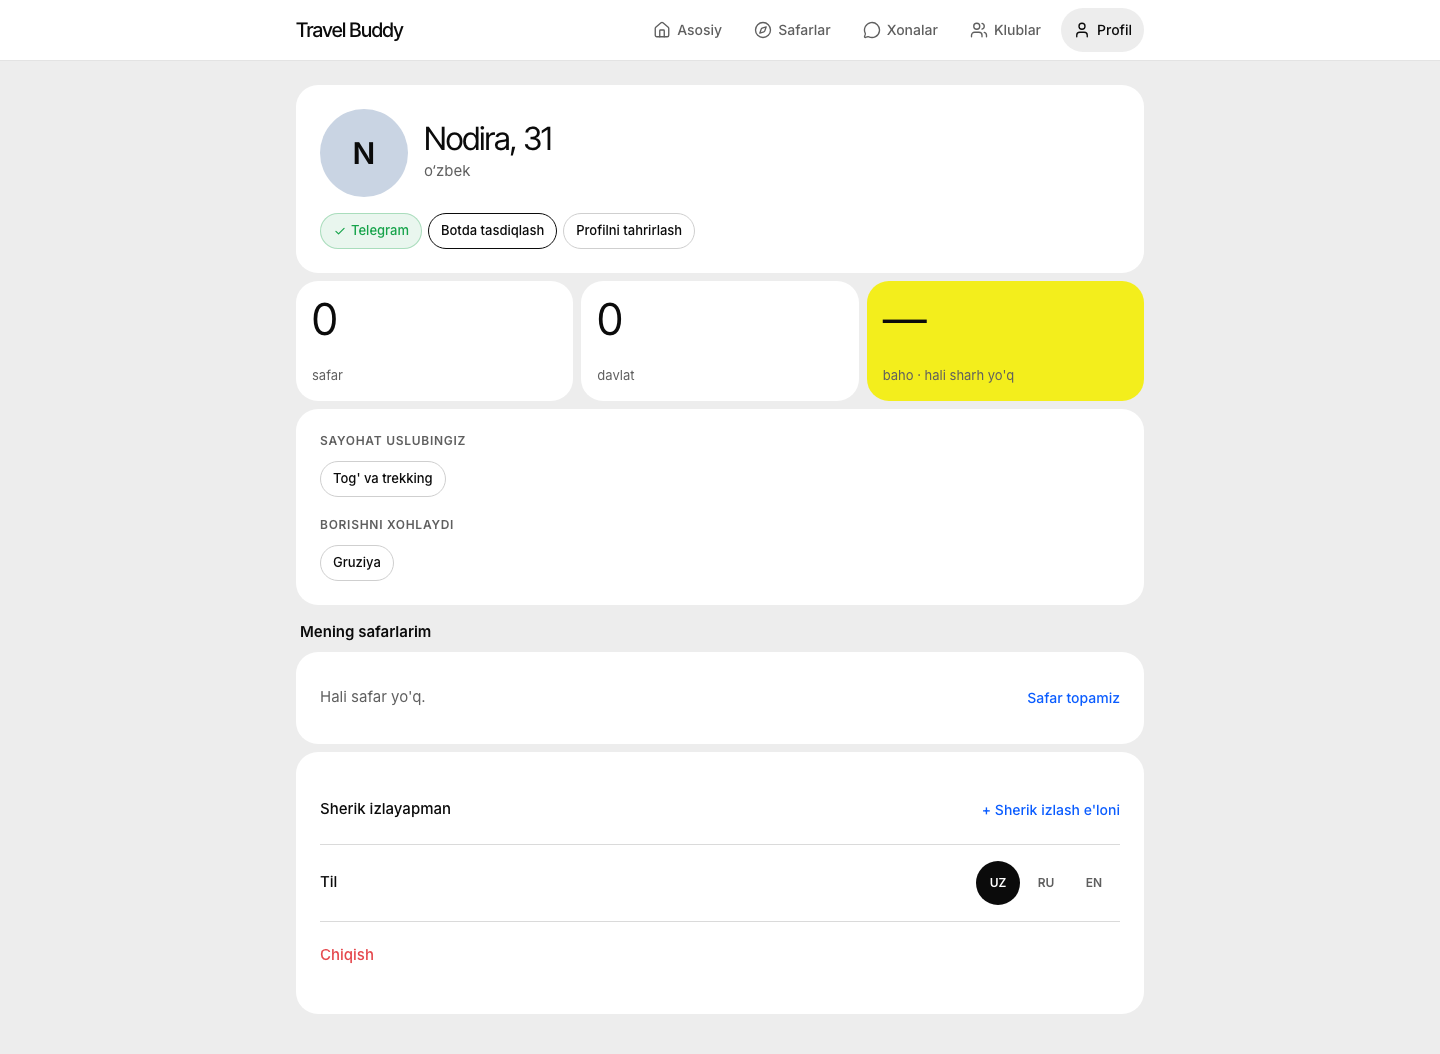 Travel Buddy
Asosiy
Safarlar
Xonalar
Klublar
Profil
N
Nodira, 31
oʻzbek
Telegram
Botda tasdiqlash
Profilni tahrirlash
0
safar
0
davlat
—
baho · hali sharh yo'q
SAYOHAT USLUBINGIZ
Tog' va trekking
BORISHNI XOHLAYDI
Gruziya
Mening safarlarim
Hali safar yo'q.
Safar topamiz
Sherik izlayapman
+ Sherik izlash e'loni
Til
UZ
RU
EN
Chiqish